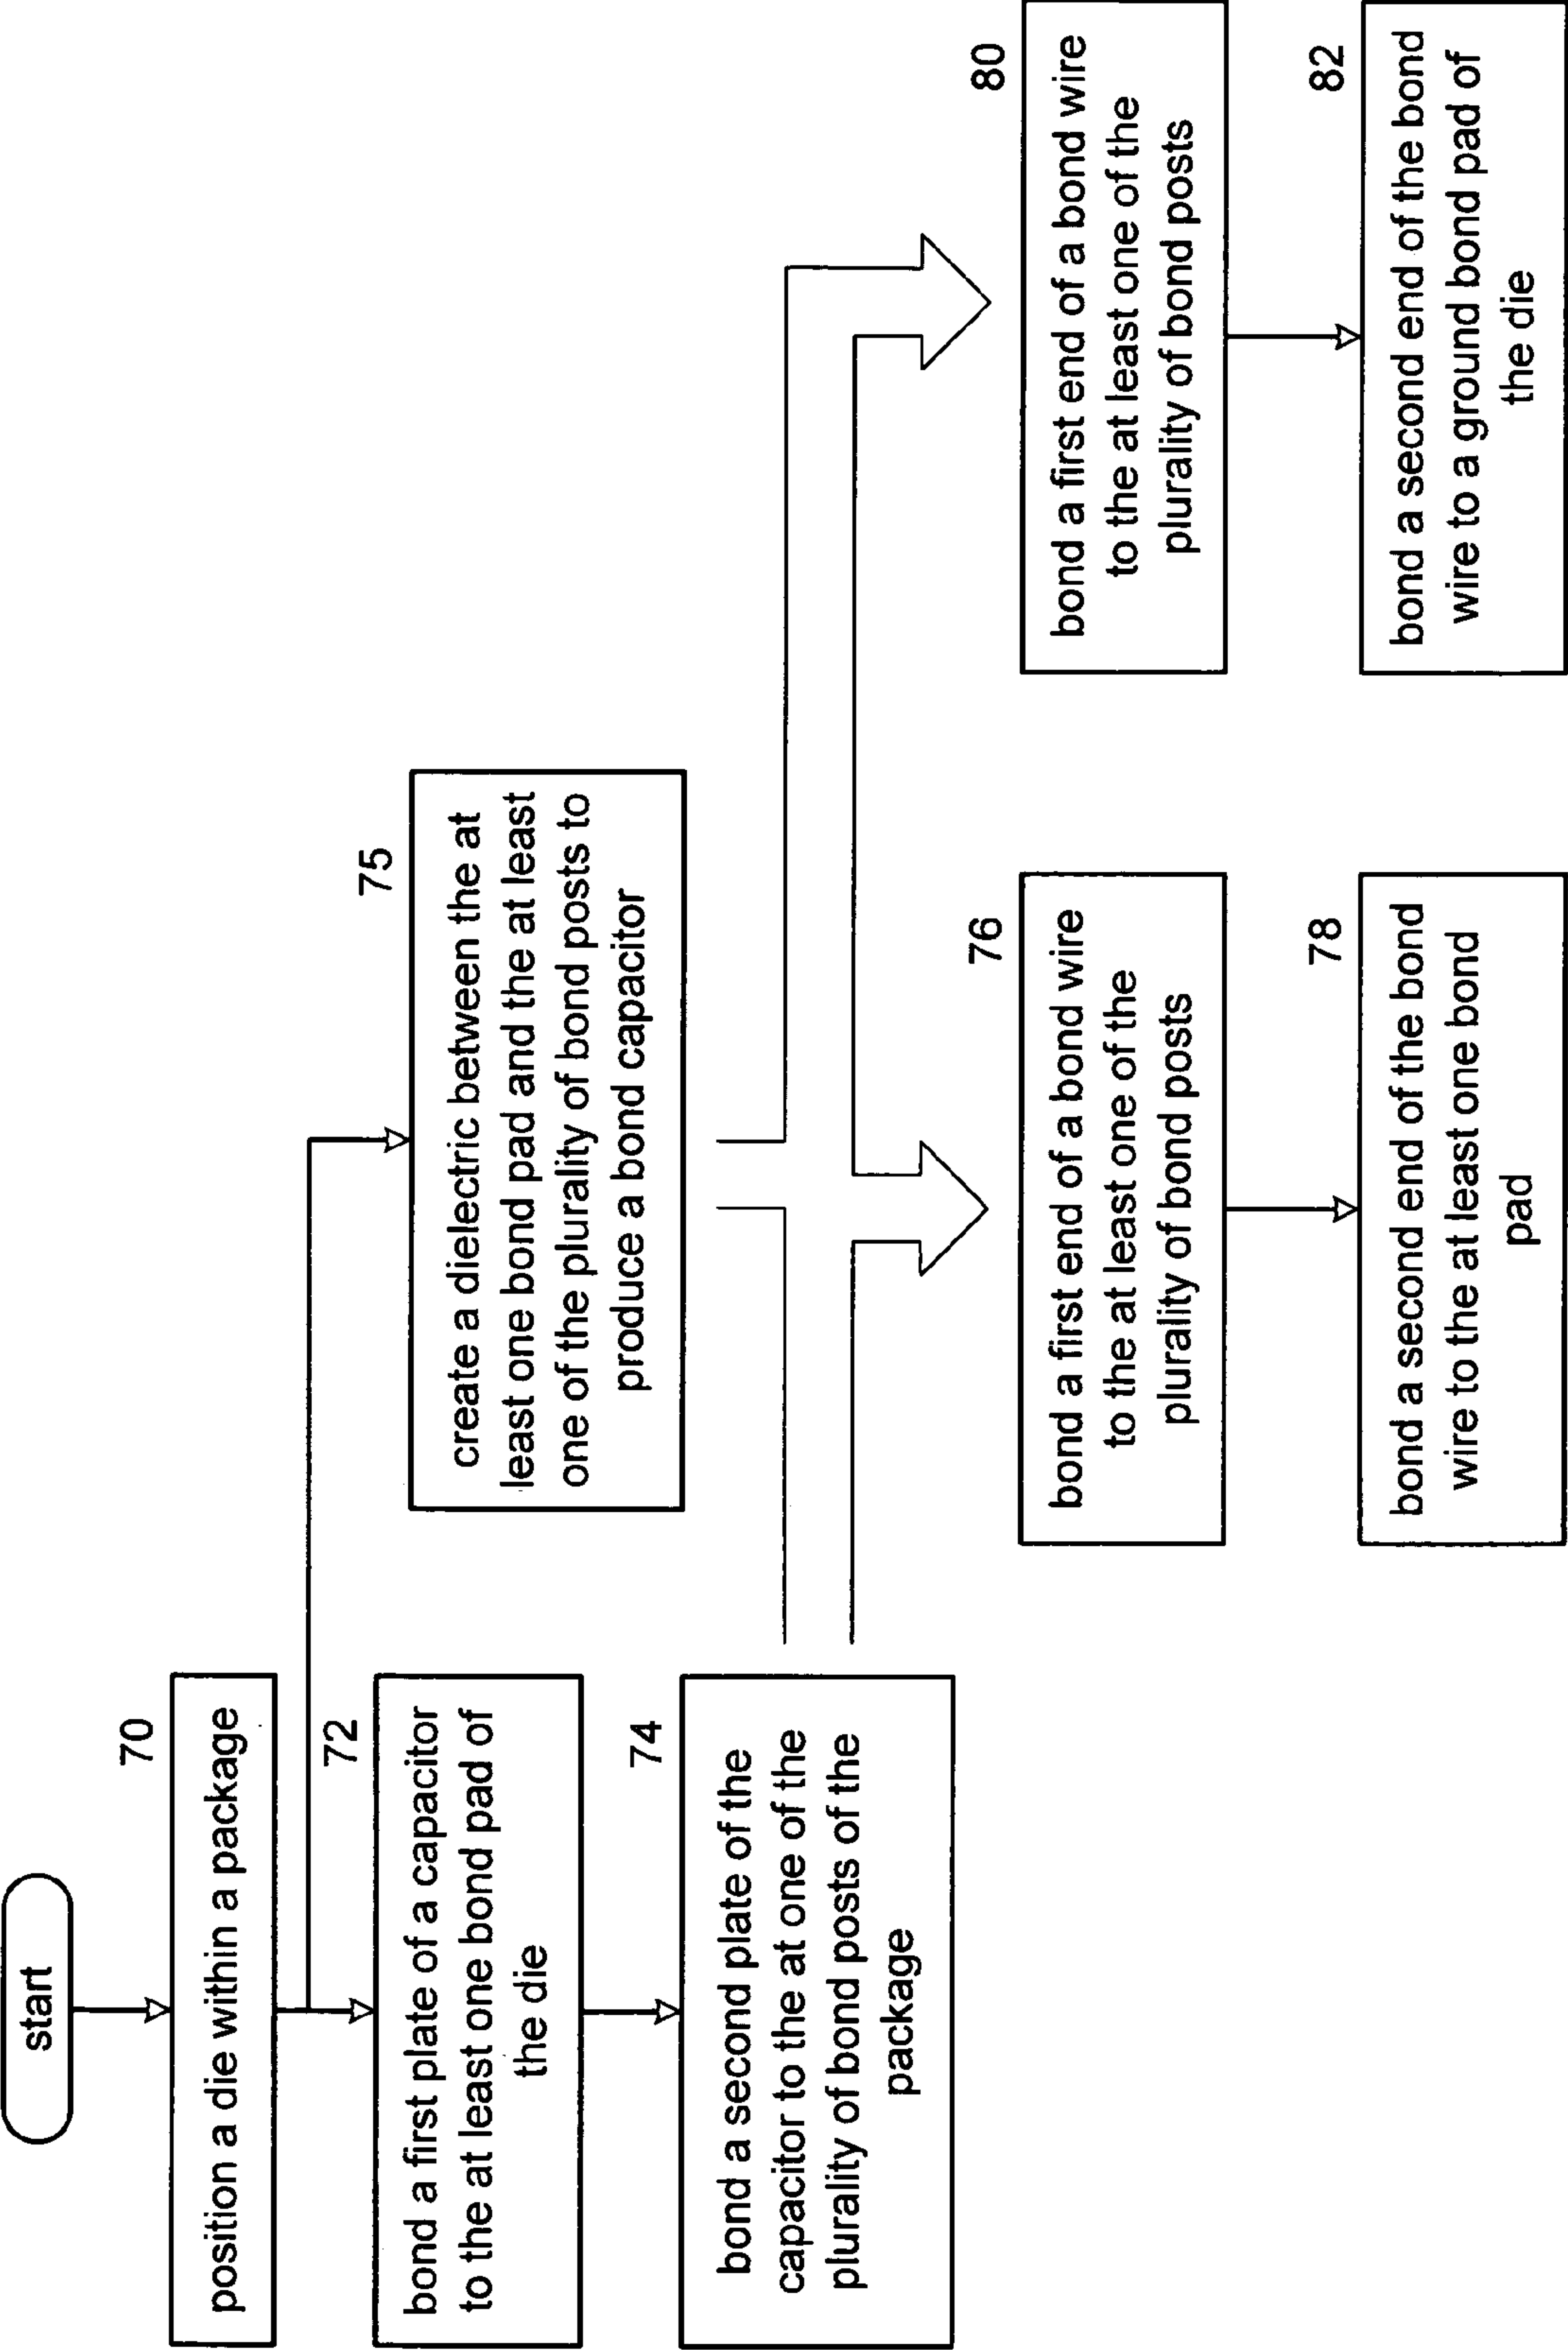 start
70
position a die within a package
72
bond a first plate of a capacitor
to the at least one bond pad of
the die
74
bond a second plate of the
capacitor to the at one of the
plurality of bond posts of the
package
75
create a dielectric between the at
least one bond pad and the at least
one of the plurality of bond posts to
produce a bond capacitor
76
bond a first end of a bond wire
to the at least one of the
plurality of bond posts
78
bond a second end of the bond
wire to the at least one bond
pad
80
bond a first end of a bond wire
to the at least one of the
plurality of bond posts
82
bond a second end of the bond
wire to a ground bond pad of
the die